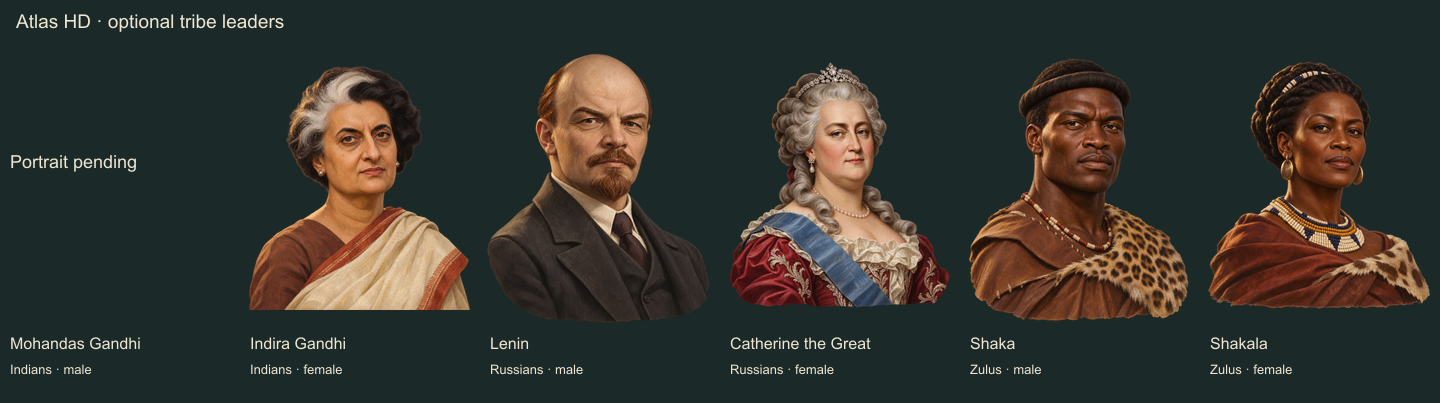 Atlas HD · optional tribe leaders
Portrait pending
Mohandas Gandhi
Indians · male
Indira Gandhi
Indians · female
Lenin
Russians · male
Catherine the Great
Russians · female
Shaka
Zulus · male
Shakala
Zulus · female